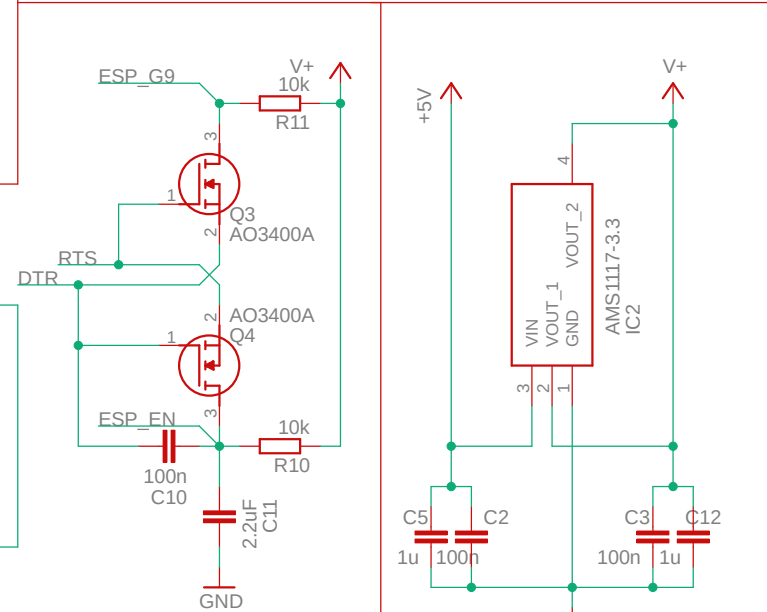 ESP_G9
V+
10k
R11
3
1
Q3
AO3400A
2
RTS
DTR
AO3400A
2
Q4
1
3
ESP_EN
10k
R10
100n
C10
2.2uF
C11
GND
+5V
V+
4
VOUT_2
VIN
VOUT_1
GND
AMS1117-3.3
IC2
3
2
1
C5
C2
1u
100n
C3
C12
100n
1u